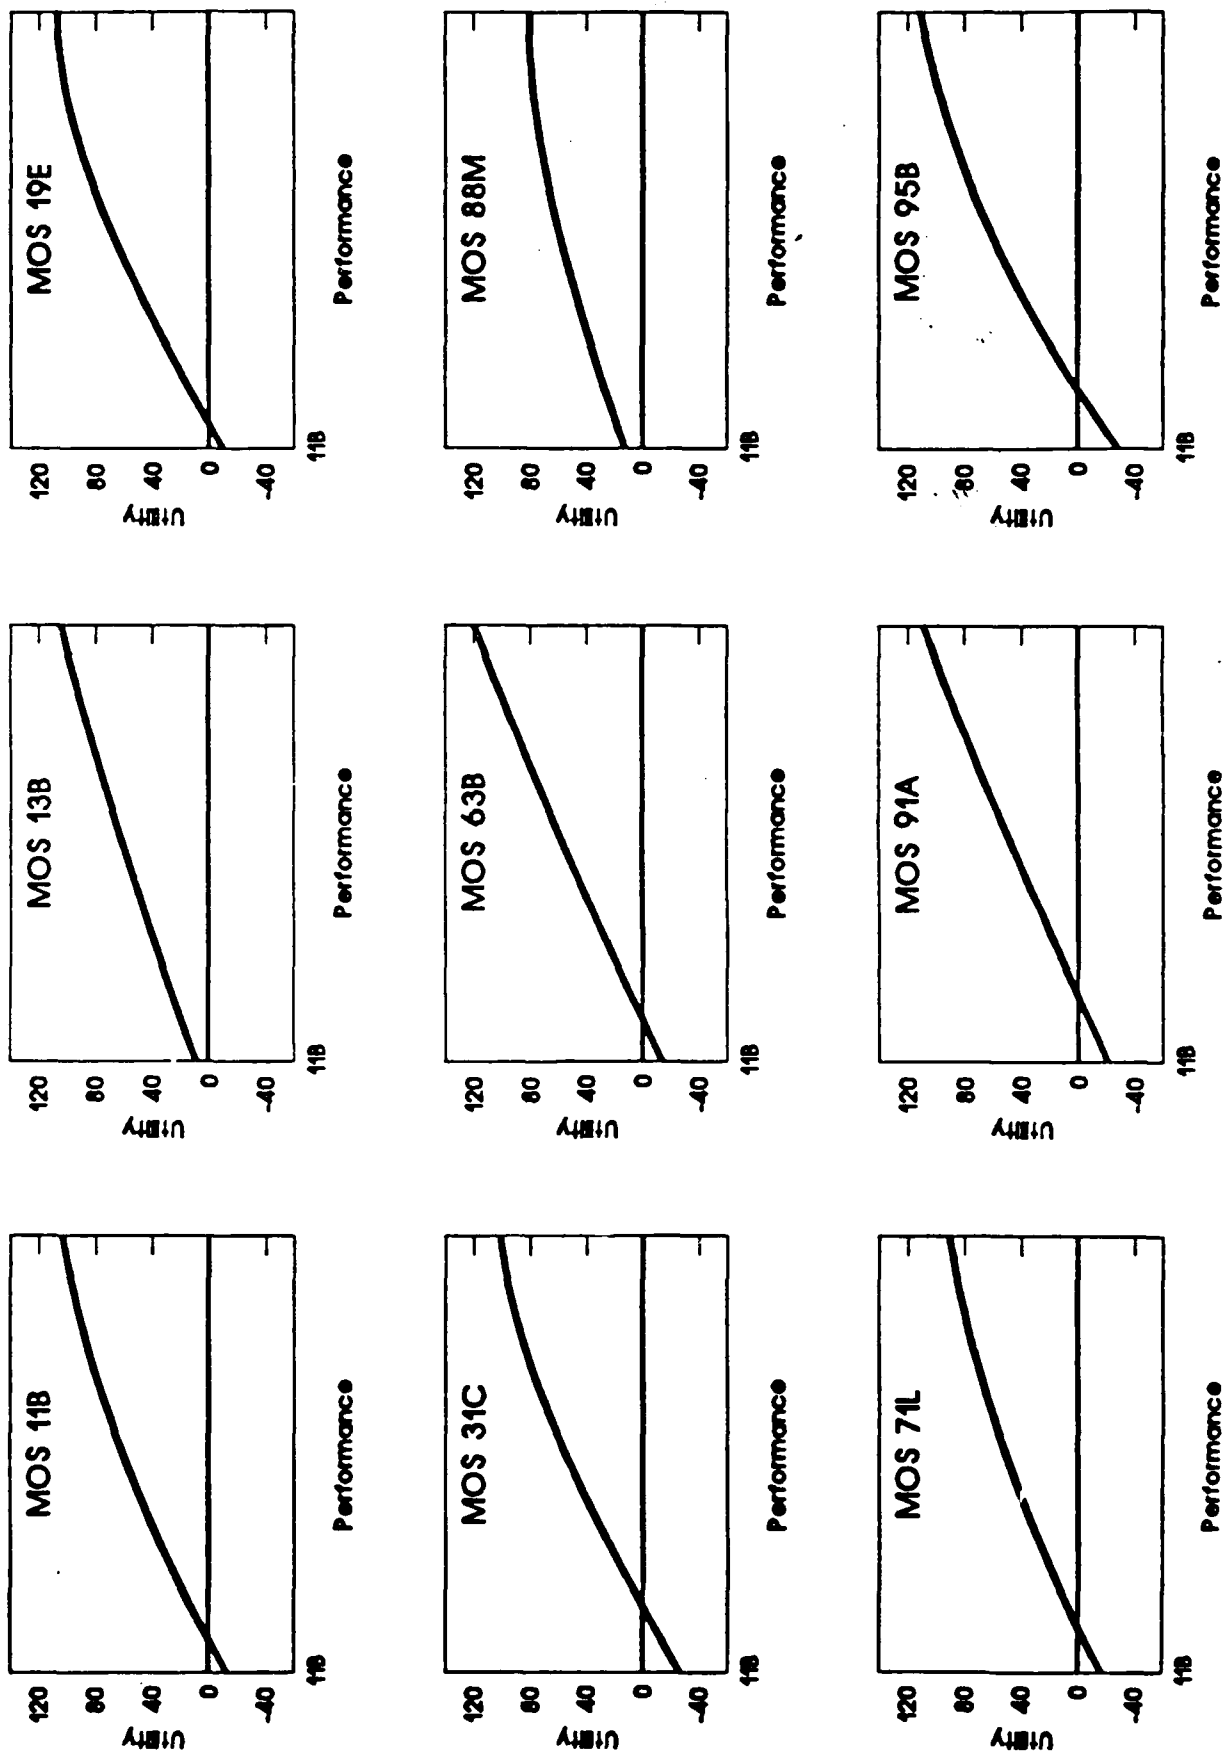 MOS 11B
120
80
40
0
-40
Utility
11B
Performance
MOS 13B
120
80
40
0
-40
Utility
11B
Performance
MOS 19E
120
80
40
0
-40
Utility
11B
Performance
MOS 31C
120
80
40
0
-40
Utility
11B
Performance
MOS 63B
120
80
40
0
-40
Utility
11B
Performance
MOS 88M
120
80
40
0
-40
Utility
11B
Performance
MOS 71L
120
80
40
0
-40
Utility
11B
Performance
MOS 91A
120
80
40
0
-40
Utility
11B
Performance
MOS 95B
120
80
40
0
-40
Utility
11B
Performance